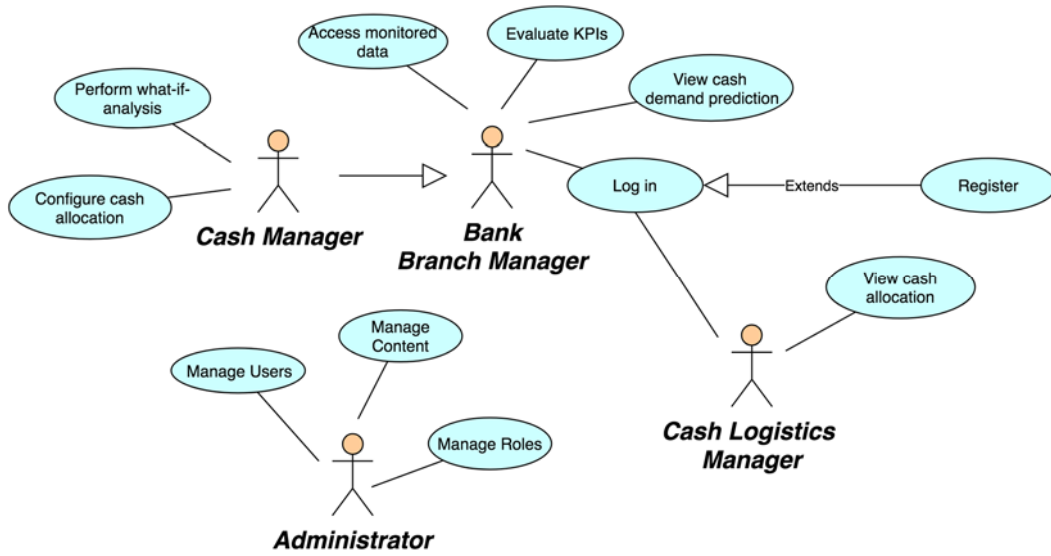 Access monitored
data
Evaluate KPIs
Perform what-if-
analysis
View cash
demand prediction
Configure cash
allocation
Log in
Extends
Register
Cash Manager
Bank
Branch Manager
View cash
allocation
Manage
Content
Manage Users
Manage Roles
Cash Logistics
Manager
Administrator